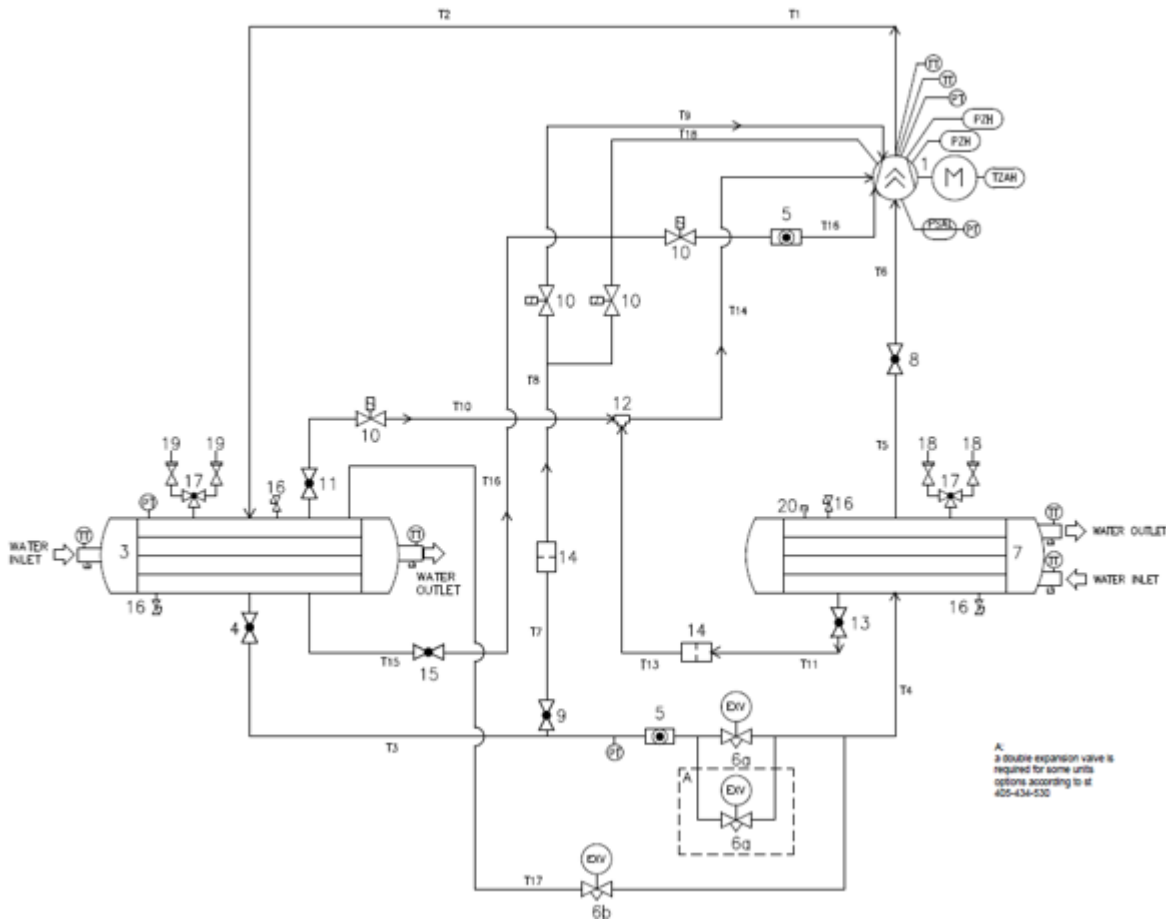 T2
T1
TT
TT
PT
T9
PZH
T18
PZH
1
M
TZAH
5
T16
PSAL
PT
10
T6
10
10
T14
8
T8
T10
12
10
T5
19
19
18
18
17
11
T16
17
16
20
16
PT
TT
TT
TT
WATER
INLET
3
WATER
OUTLET
14
7
WATER OUTLET
TT
WATER INLET
16
16
4
13
T7
14
T15
15
T13
T11
T4
9
EXV
5
T3
PT
6a
A
EXV
6a
A:
a double expansion valve is
required for some units
options according to st
405-434-530
EXV
T17
6b